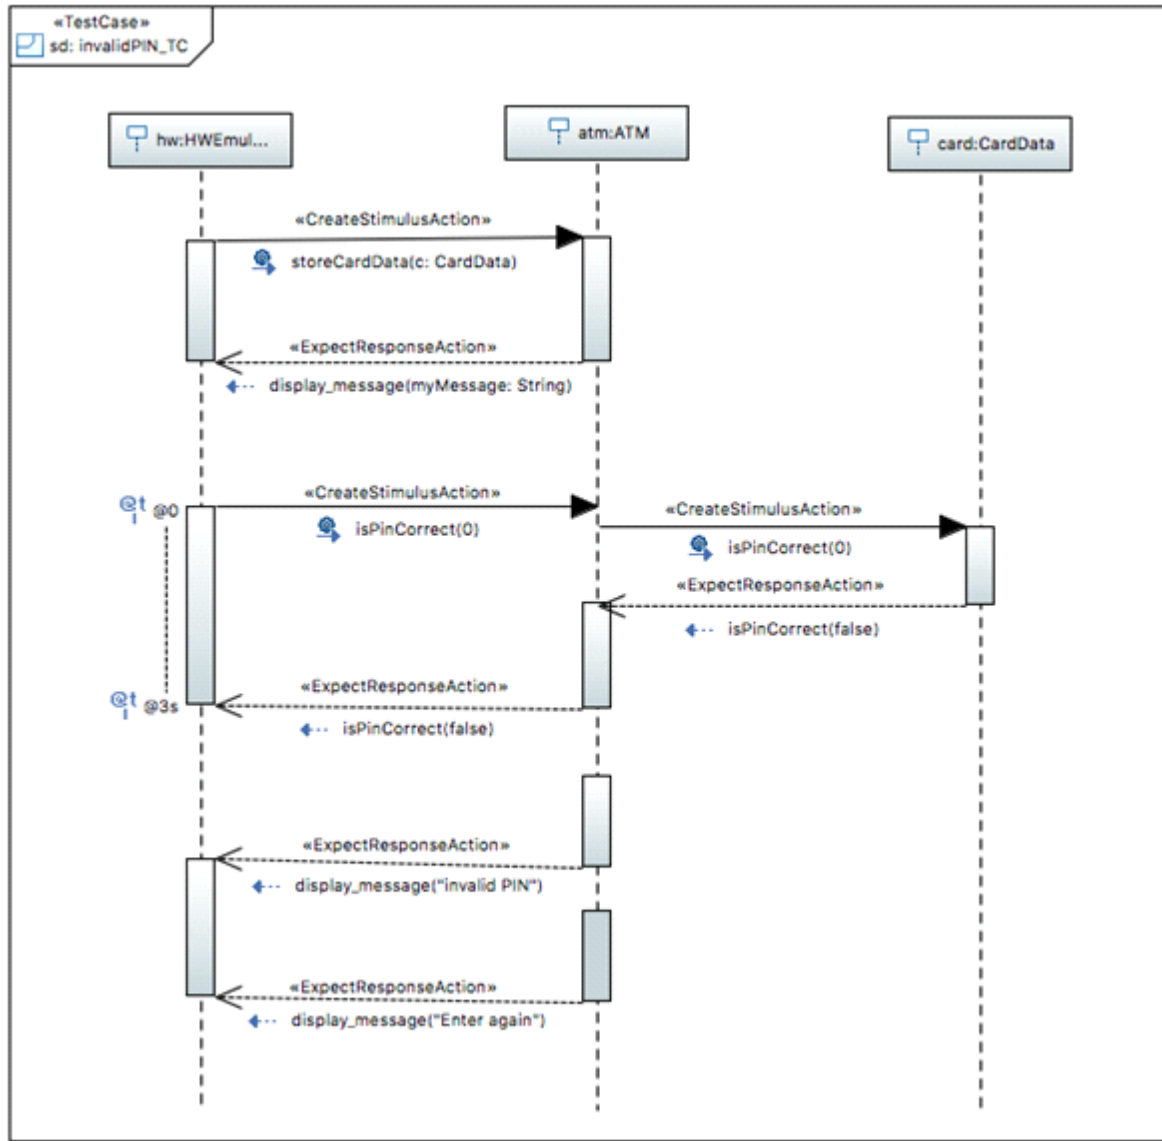 «TestCase»
sd: invalidPIN_TC
hw:HWEmul...
atm:ATM
card:CardData
«CreateStimulusAction»
storeCardData(c: CardData)
«ExpectResponseAction»
display_message(myMessage: String)
@t @0
«CreateStimulusAction»
isPinCorrect(0)
«CreateStimulusAction»
isPinCorrect(0)
«ExpectResponseAction»
isPinCorrect(false)
@t @3s
«ExpectResponseAction»
isPinCorrect(false)
«ExpectResponseAction»
display_message("invalid PIN")
«ExpectResponseAction»
display_message("Enter again")